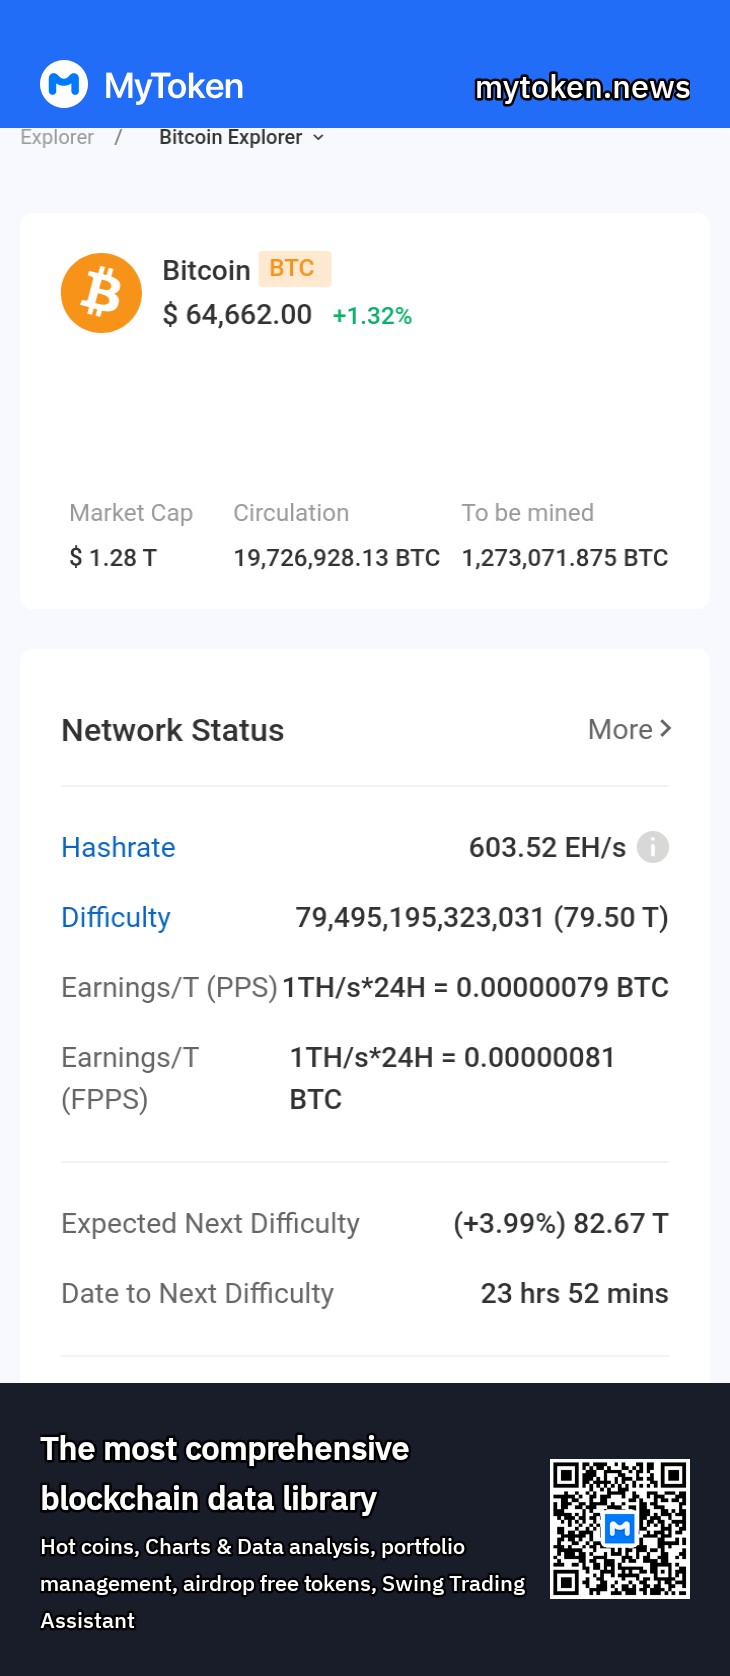 MyToken
mytoken.news
Explorer / Bitcoin Explorer
Bitcoin BTC
$ 64,662.00 +1.32%
Market Cap Circulation To be mined
$ 1.28 T 19,726,928.13 BTC 1,273,071.875 BTC
Network Status More
Hashrate 603.52 EH/s
Difficulty 79,495,195,323,031 (79.50 T)
Earnings/T (PPS) 1TH/s*24H = 0.00000079 BTC
Earnings/T 1TH/s*24H = 0.00000081
(FPPS) BTC
Expected Next Difficulty (+3.99%) 82.67 T
Date to Next Difficulty 23 hrs 52 mins
The most comprehensive
blockchain data library
Hot coins, Charts & Data analysis, portfolio
management, airdrop free tokens, Swing Trading
Assistant